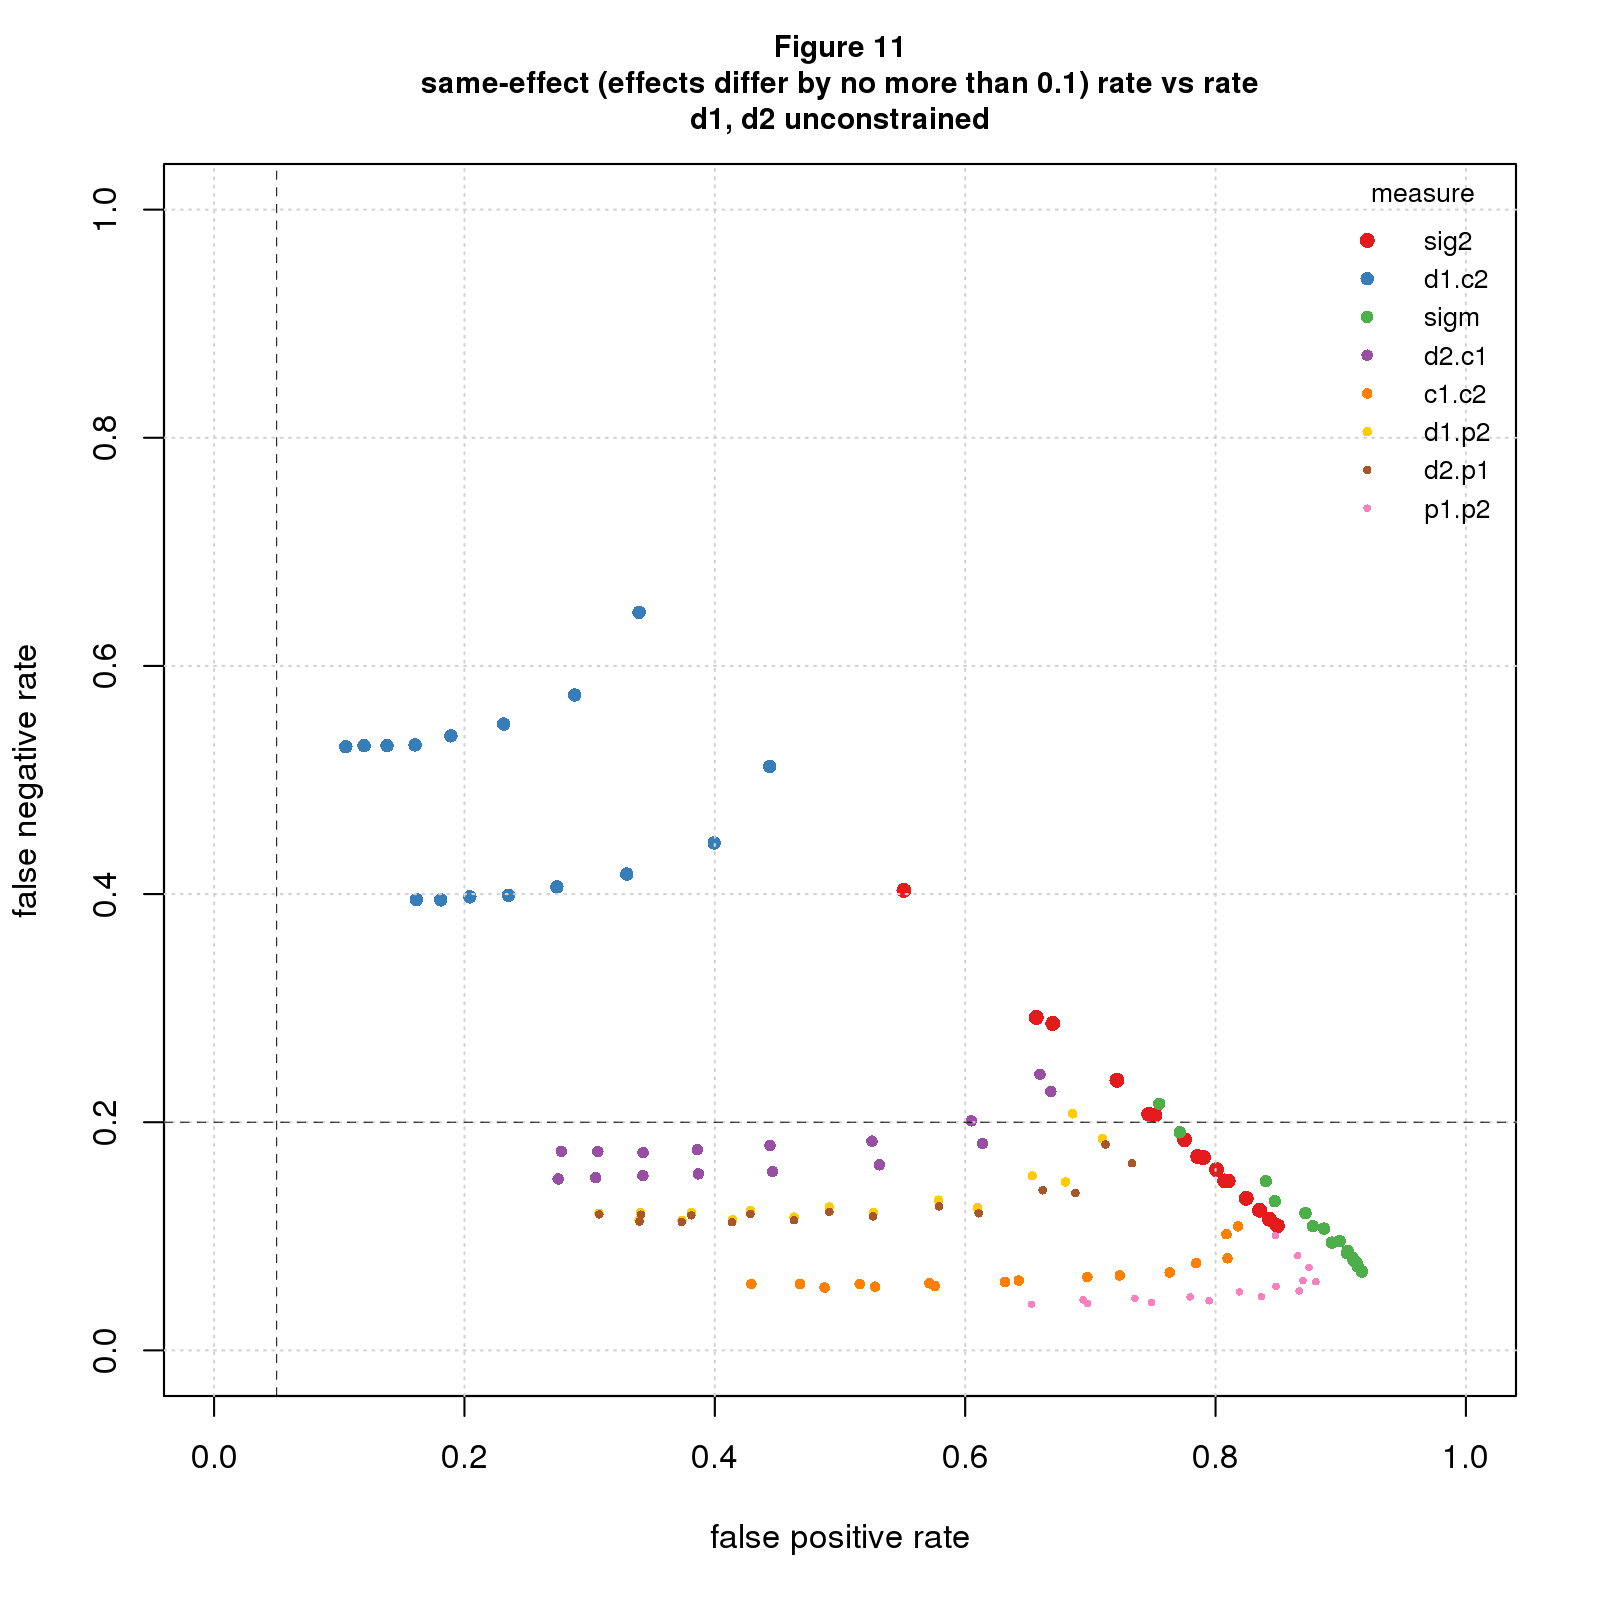 Figure 11
same-effect (effects differ by no more than 0.1) rate vs rate
d1, d2 unconstrained
measure
sig2
d1.c2
sigm
d2.c1
c1.c2
d1.p2
d2.p1
p1.p2
false negative rate
1.0
0.8
0.6
0.4
0.2
0.0
0.0 0.2 0.4 0.6 0.8 1.0
false positive rate